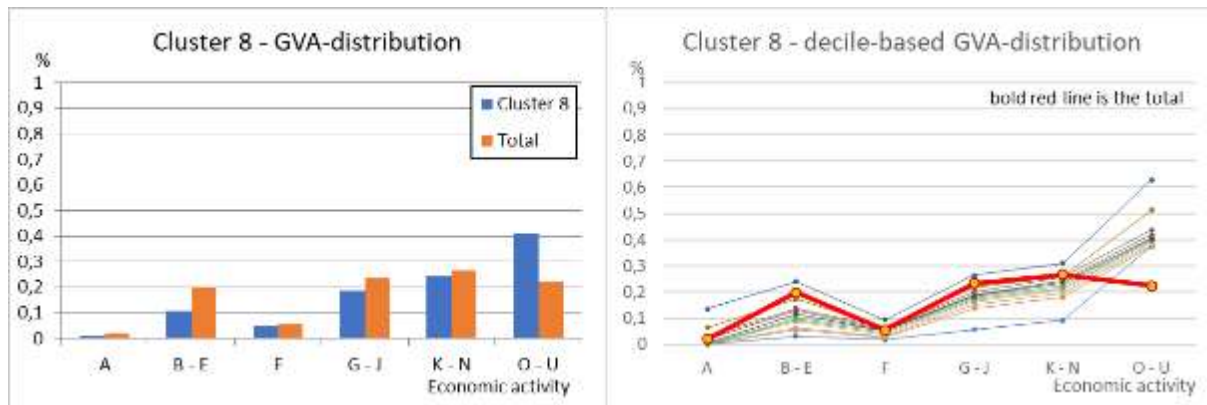 Cluster 8 - GVA-distribution
%
1
0,9
0,8
0,7
0,6
0,5
0,4
0,3
0,2
0,1
0
Cluster 8
Total
A B - E F G - J K - N O - U
Economic activity
Cluster 8 - decile-based GVA-distribution
%
1
0,9
0,8
0,7
0,6
0,5
0,4
0,3
0,2
0,1
0
bold red line is the total
A B - E F G - J K - N O - U
Economic activity